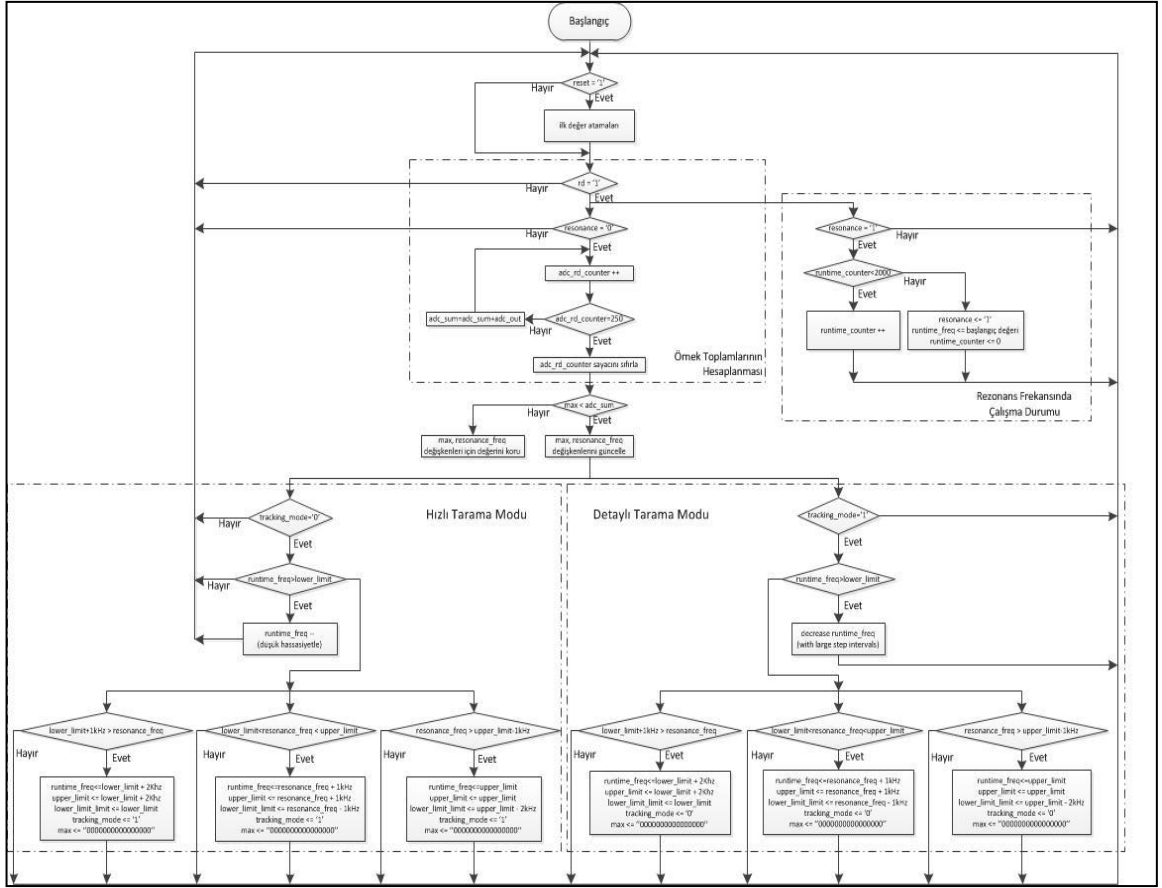 Başlangıç
reset = '1'
Hayır
Evet
ilk değer atamaları
rd = '1'
Hayır
Evet
resonance = '0'
Hayır
Evet
resonance = '1'
Hayır
Evet
adc_rd_counter ++
runtime_counter<2000
Hayır
Evet
adc_sum=adc_sum+adc_out
adc_rd_counter=250
Hayır
Evet
runtime_counter ++
resonance <= '1'
runtime_freq <= başlangıç değeri
runtime_counter <= 0
adc_rd_counter sayacını sıfırla
Örnek Toplamlarının
Hesaplanması
Rezonans Frekansında
Çalışma Durumu
max < adc_sum
Hayır
Evet
max, resonance_freq
değişkenleri için değerini koru
max, resonance_freq
değişkenlerini güncelle
Hızlı Tarama Modu
tracking_mode='0'
Hayır
Evet
runtime_freq>lower_limit
Hayır
Evet
runtime_freq --
(düşük hassasiyetle)
Detaylı Tarama Modu
tracking_mode='1'
Hayır
Evet
runtime_freq>lower_limit
Hayır
Evet
decrease runtime_freq
(with large step intervals)
lower_limit+1kHz > resonance_freq
Hayır
Evet
runtime_freq<=lower_limit + 2Khz
upper_limit <= lower_limit + 2Khz
lower_limit_limit <= lower_limit
tracking_mode <= '1'
max <= "0000000000000000"
lower_limit<resonance_freq < upper_limit
Hayır
Evet
runtime_freq<=resonance_freq + 1kHz
upper_limit <= resonance_freq + 1kHz
lower_limit_limit <= resonance_freq - 1kHz
tracking_mode <= '1'
max <= "0000000000000000"
resonance_freq > upper_limit-1kHz
Hayır
Evet
runtime_freq<=upper_limit
upper_limit <= upper_limit
lower_limit_limit <= upper_limit - 2kHz
tracking_mode <= '1'
max <= "0000000000000000"
lower_limit+1kHz > resonance_freq
Hayır
Evet
runtime_freq<=lower_limit + 2Khz
upper_limit <= lower_limit + 2Khz
lower_limit_limit <= lower_limit
tracking_mode <= '0'
max <= "0000000000000000"
lower_limit<resonance_freq<upper_limit
Hayır
Evet
runtime_freq<=resonance_freq + 1kHz
upper_limit <= resonance_freq + 1kHz
lower_limit_limit <= resonance_freq - 1kHz
tracking_mode <= '0'
max <= "0000000000000000"
resonance_freq > upper_limit-1kHz
Hayır
Evet
runtime_freq<=upper_limit
upper_limit <= upper_limit
lower_limit_limit <= upper_limit - 2kHz
tracking_mode <= '0'
max <= "0000000000000000"